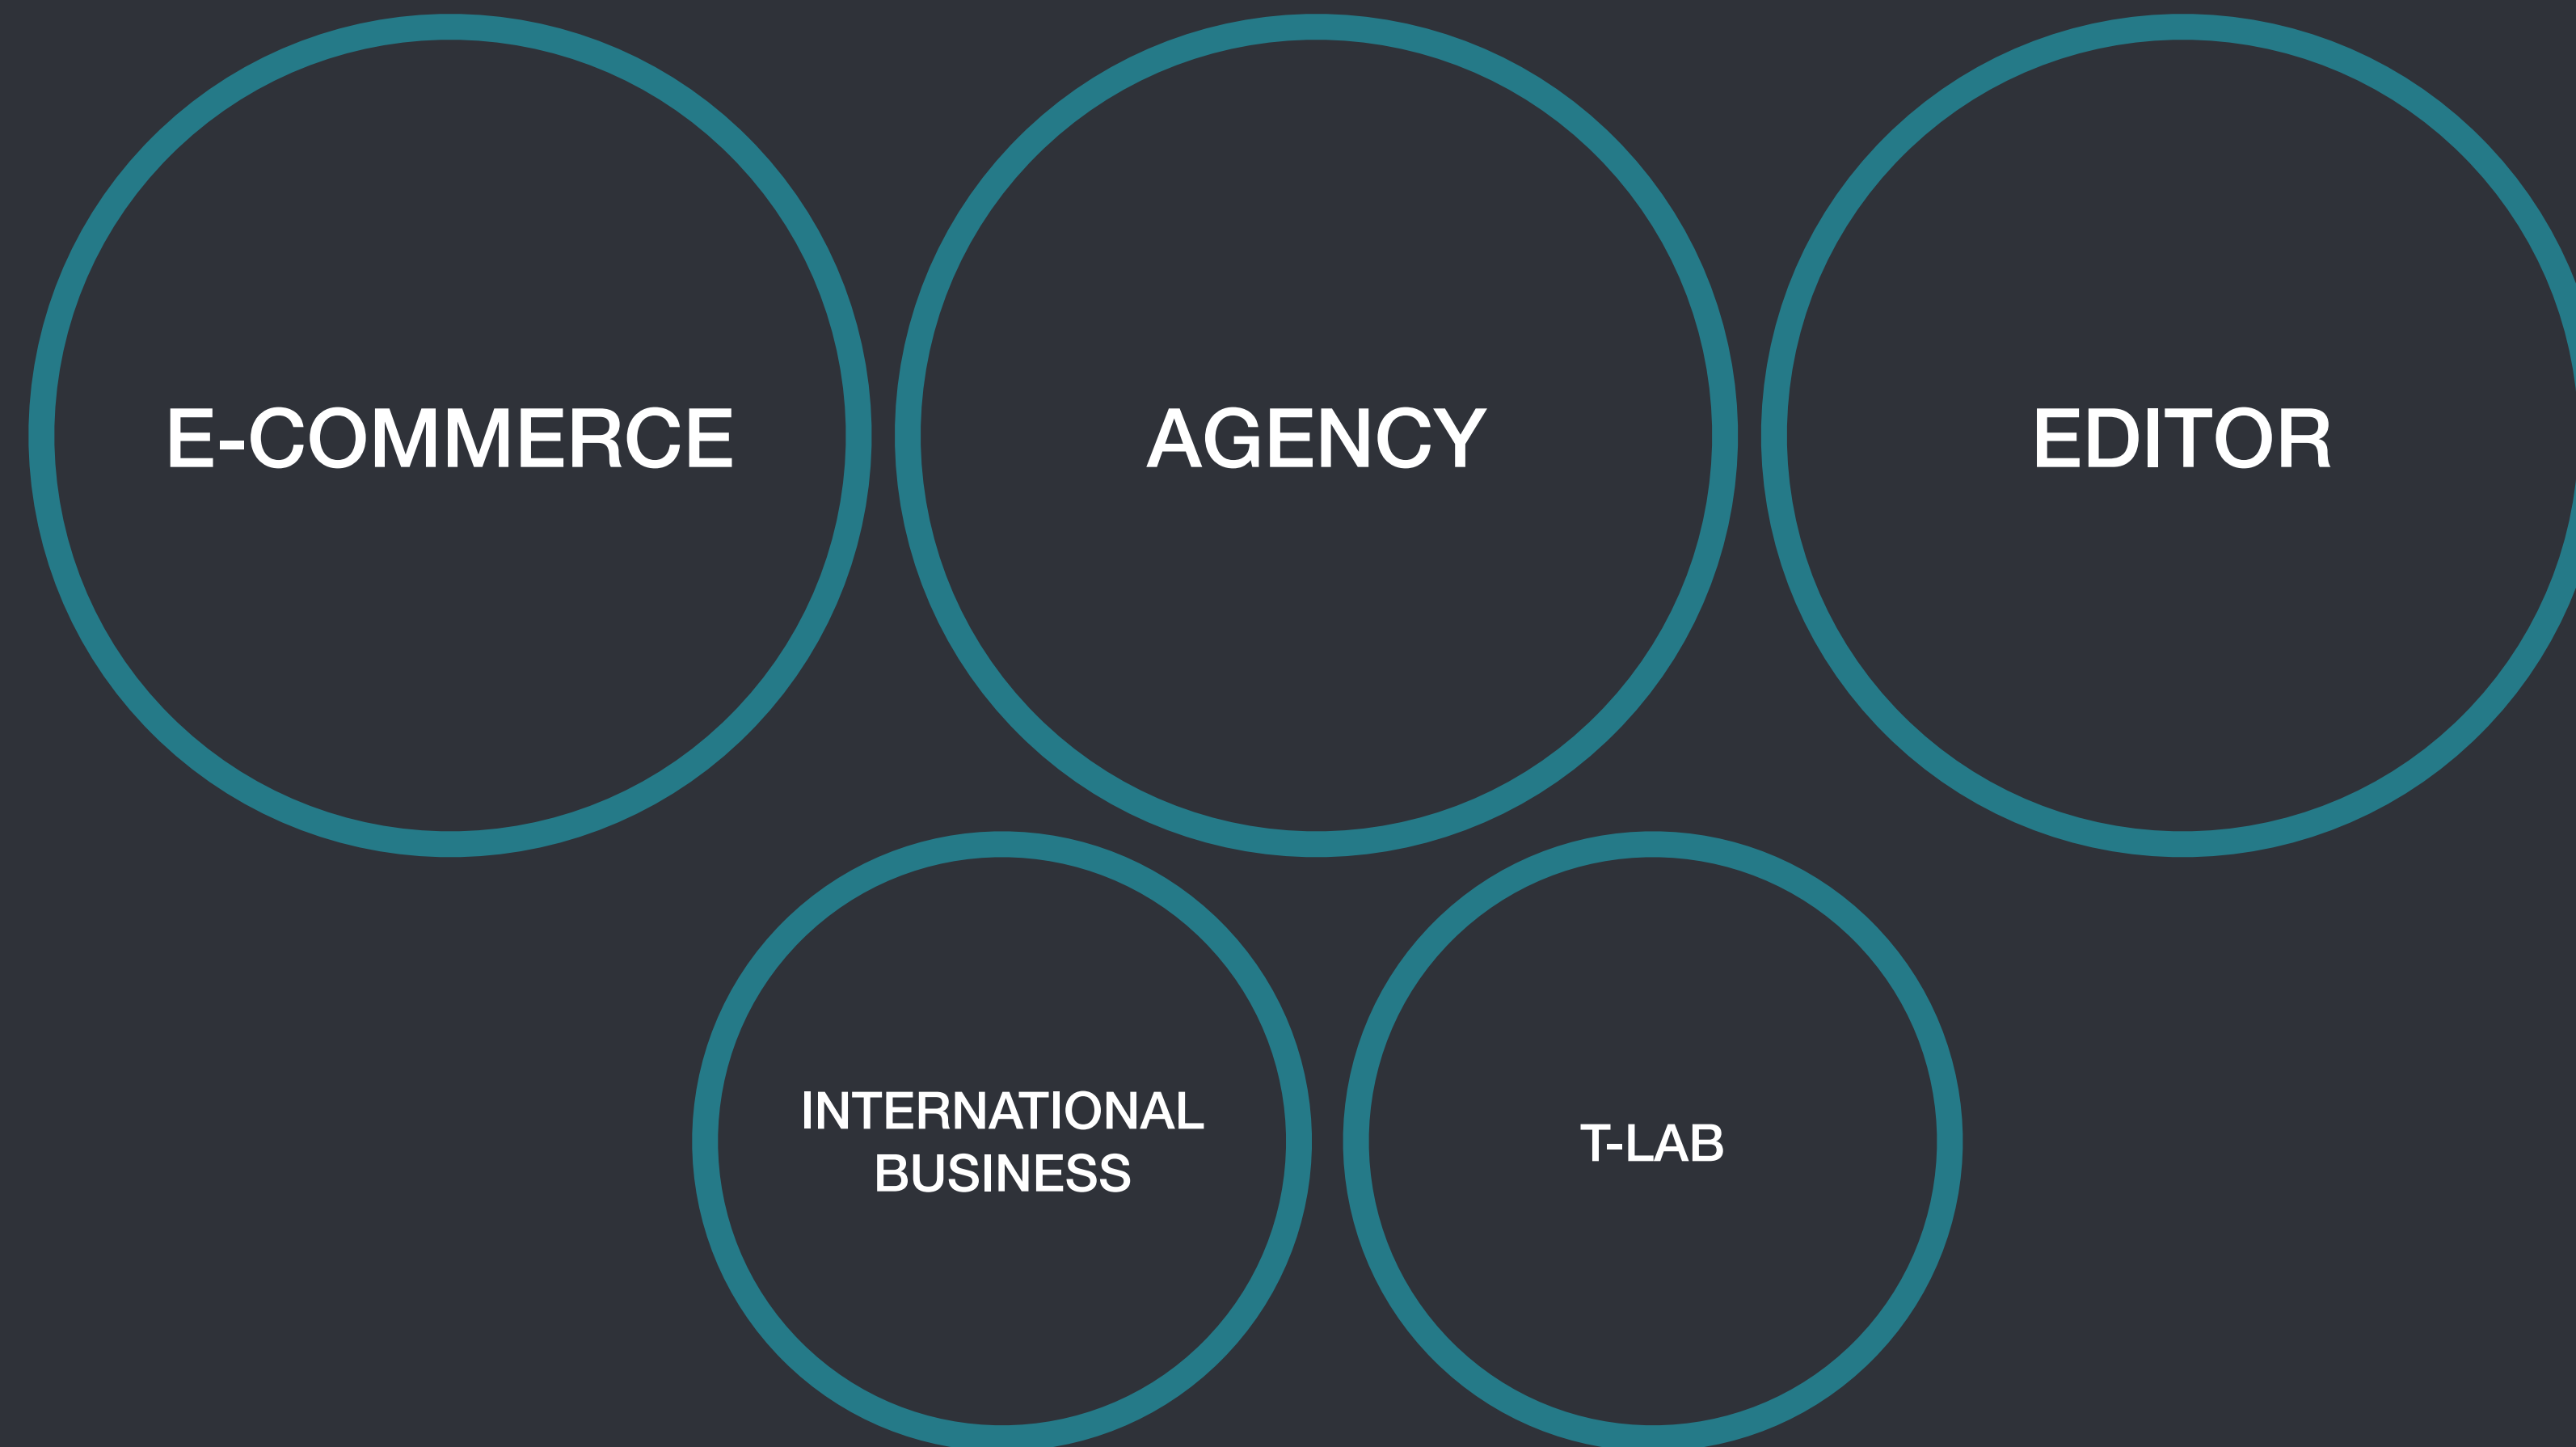 E-COMMERCE
AGENCY
EDITOR
INTERNATIONAL
BUSINESS
T-LAB